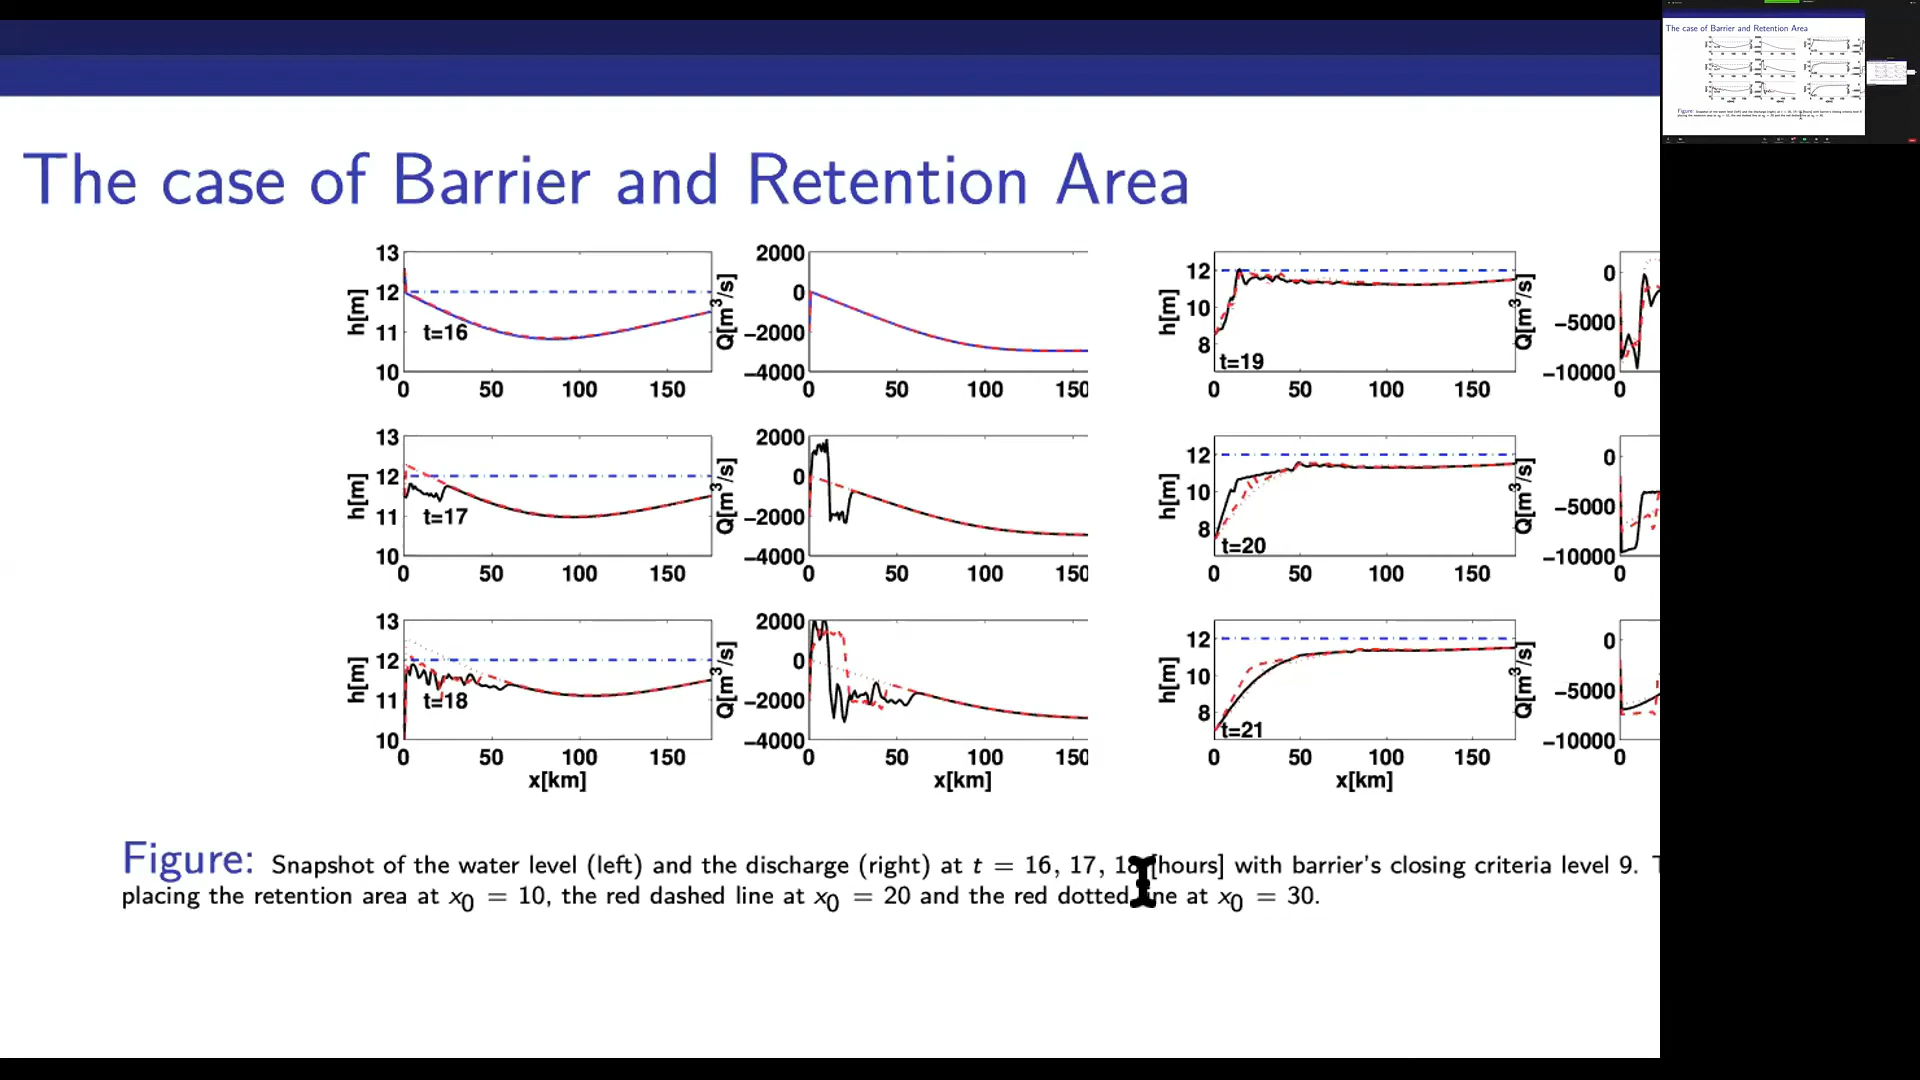 The case of Barrier and Retention Area
13
12
11
10
h[m]
t=16
0 50 100 150
2000
0
−2000
−4000
Q[m³/s]
0 50 100 150
12
10
8
h[m]
t=19
0 50 100 150
0
−5000
−10000
Q[m³/s]
0
13
12
11
10
h[m]
t=17
0 50 100 150
2000
0
−2000
−4000
Q[m³/s]
0 50 100 150
12
10
8
h[m]
t=20
0 50 100 150
0
−5000
−10000
Q[m³/s]
0
13
12
11
10
h[m]
t=18
0 50 100 150
x[km]
2000
0
−2000
−4000
Q[m³/s]
0 50 100 150
x[km]
12
10
8
h[m]
t=21
0 50 100 150
x[km]
0
−5000
−10000
Q[m³/s]
0
Figure: Snapshot of the water level (left) and the discharge (right) at t = 16, 17, 18 [hours] with barrier's closing criteria level 9.
placing the retention area at x₀ = 10, the red dashed line at x₀ = 20 and the red dotted line at x₀ = 30.
The case of Barrier and Retention Area